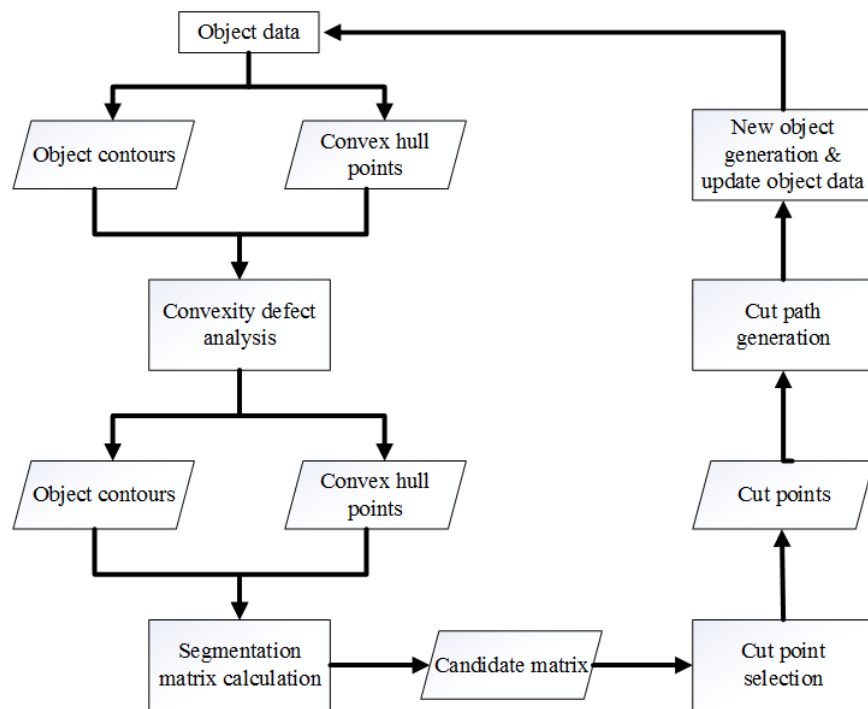 Object data
Object contours
Convex hull
points
Convexity defect
analysis
Object contours
Convex hull
points
Segmentation
matrix calculation
Candidate matrix
Cut point
selection
Cut points
Cut path
generation
New object
generation &
update object data